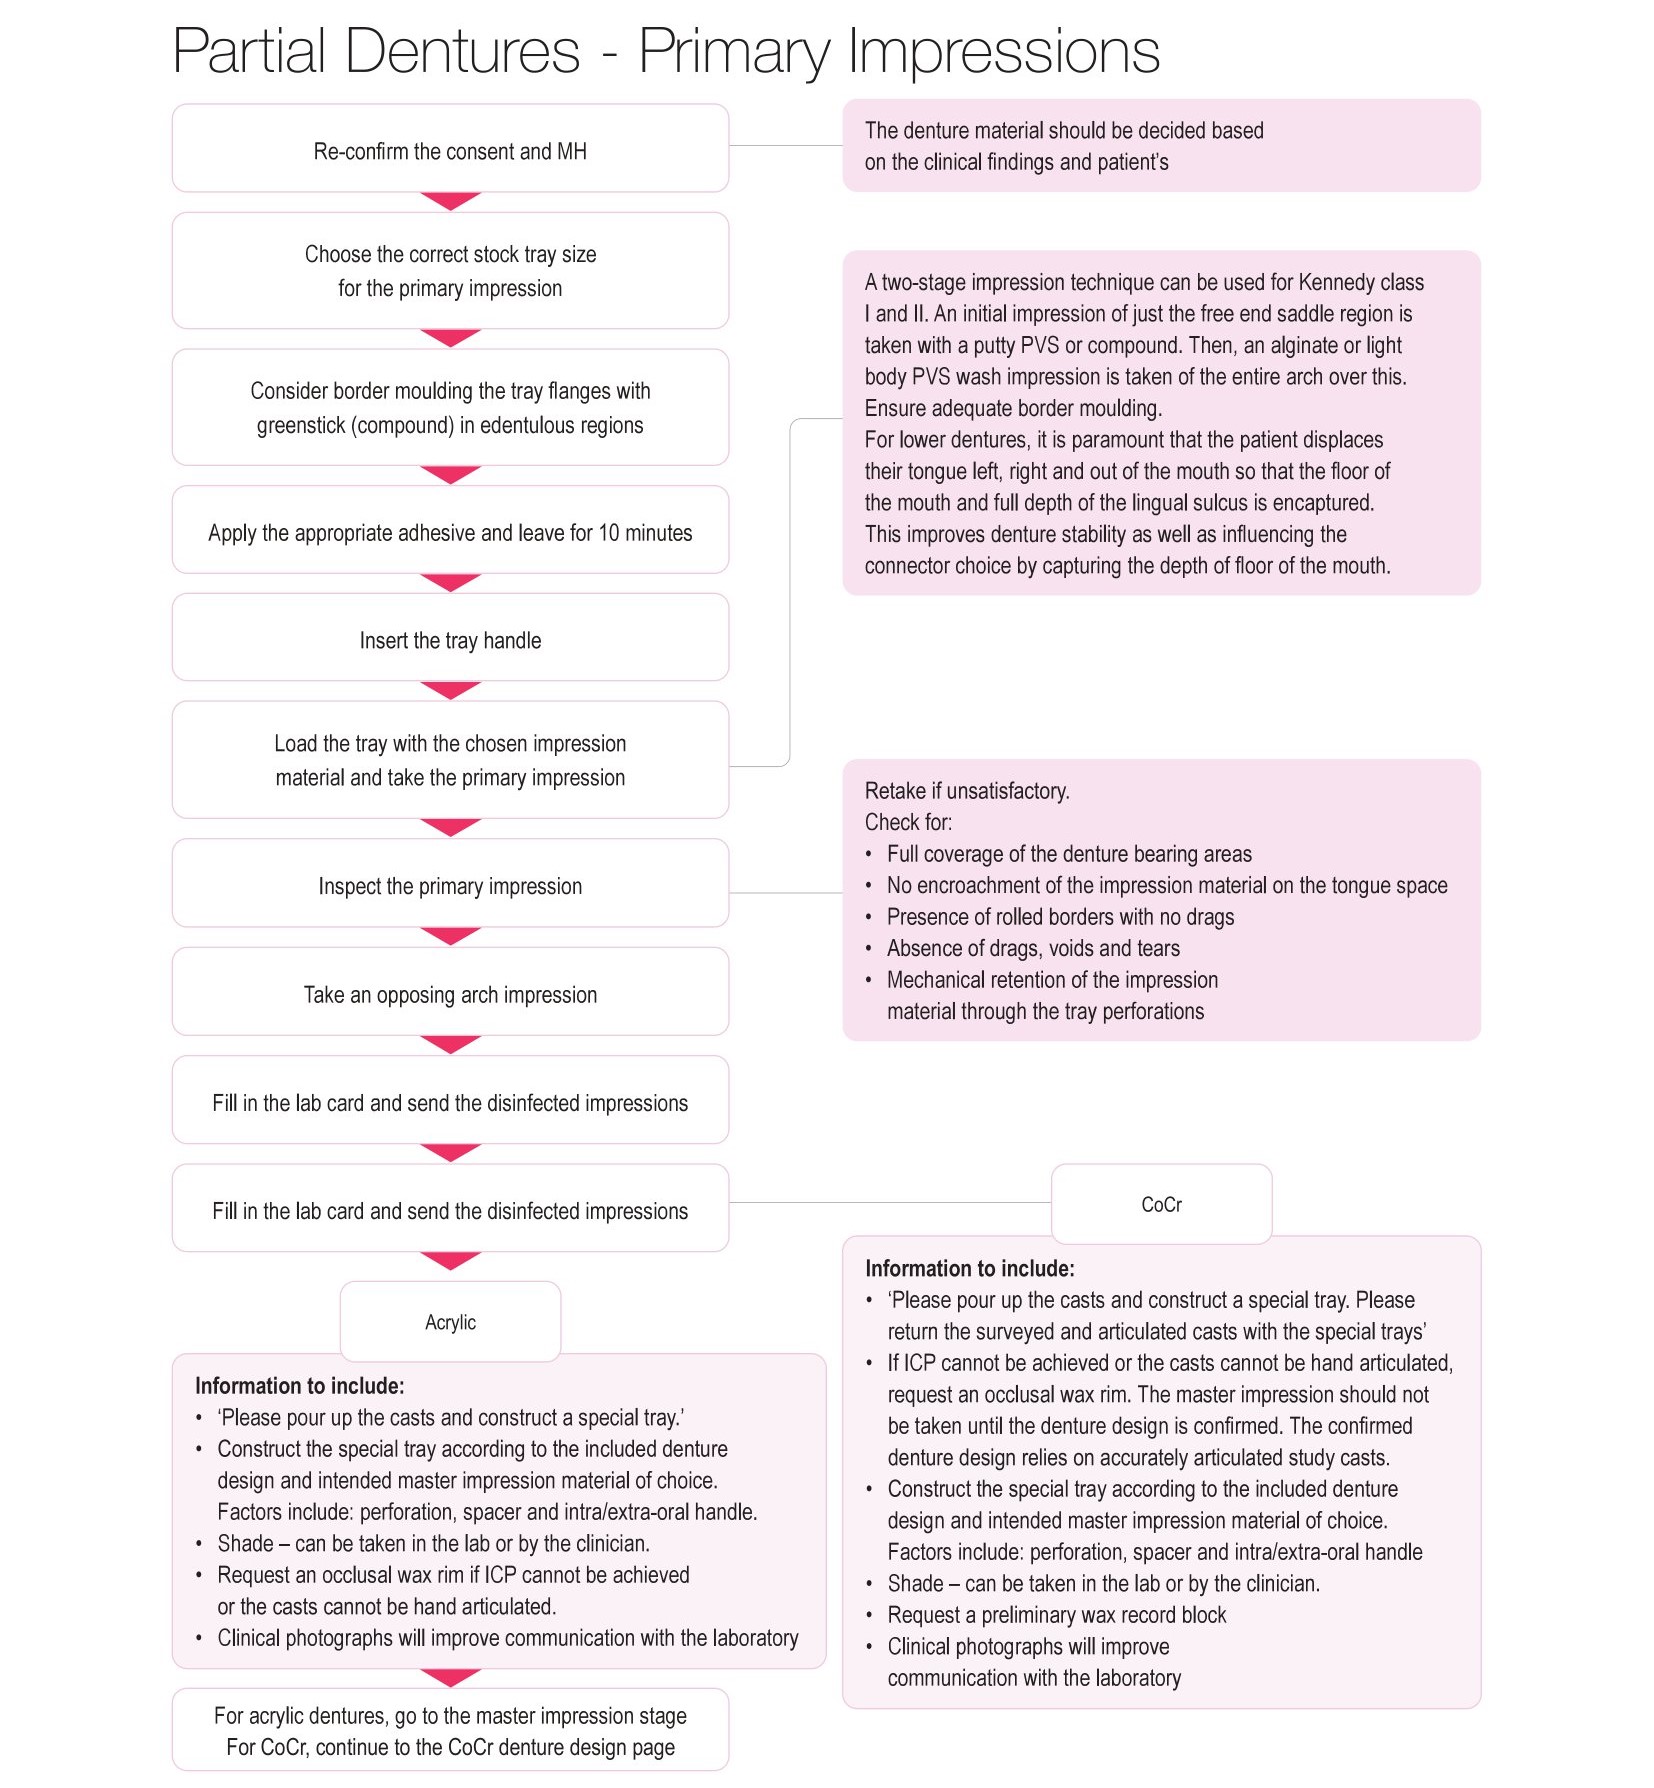 Partial Dentures - Primary Impressions
Re-confirm the consent and MH
The denture material should be decided based
on the clinical findings and patient's
Choose the correct stock tray size
for the primary impression
A two-stage impression technique can be used for Kennedy class
I and II. An initial impression of just the free end saddle region is
taken with a putty PVS or compound. Then, an alginate or light
body PVS wash impression is taken of the entire arch over this.
Ensure adequate border moulding.
For lower dentures, it is paramount that the patient displaces
their tongue left, right and out of the mouth so that the floor of
the mouth and full depth of the lingual sulcus is encaptured.
This improves denture stability as well as influencing the
connector choice by capturing the depth of floor of the mouth.
Consider border moulding the tray flanges with
greenstick (compound) in edentulous regions
Apply the appropriate adhesive and leave for 10 minutes
Insert the tray handle
Load the tray with the chosen impression
material and take the primary impression
Inspect the primary impression
Retake if unsatisfactory.
Check for:
• Full coverage of the denture bearing areas
• No encroachment of the impression material on the tongue space
• Presence of rolled borders with no drags
• Absence of drags, voids and tears
• Mechanical retention of the impression
material through the tray perforations
Take an opposing arch impression
Fill in the lab card and send the disinfected impressions
Fill in the lab card and send the disinfected impressions
Acrylic
Information to include:
• ‘Please pour up the casts and construct a special tray.’
• Construct the special tray according to the included denture
design and intended master impression material of choice.
Factors include: perforation, spacer and intra/extra-oral handle.
• Shade – can be taken in the lab or by the clinician.
• Request an occlusal wax rim if ICP cannot be achieved
or the casts cannot be hand articulated.
• Clinical photographs will improve communication with the laboratory
CoCr
Information to include:
• ‘Please pour up the casts and construct a special tray. Please
return the surveyed and articulated casts with the special trays’
• If ICP cannot be achieved or the casts cannot be hand articulated,
request an occlusal wax rim. The master impression should not
be taken until the denture design is confirmed. The confirmed
denture design relies on accurately articulated study casts.
• Construct the special tray according to the included denture
design and intended master impression material of choice.
Factors include: perforation, spacer and intra/extra-oral handle
• Shade – can be taken in the lab or by the clinician.
• Request a preliminary wax record block
• Clinical photographs will improve
communication with the laboratory
For acrylic dentures, go to the master impression stage
For CoCr, continue to the CoCr denture design page